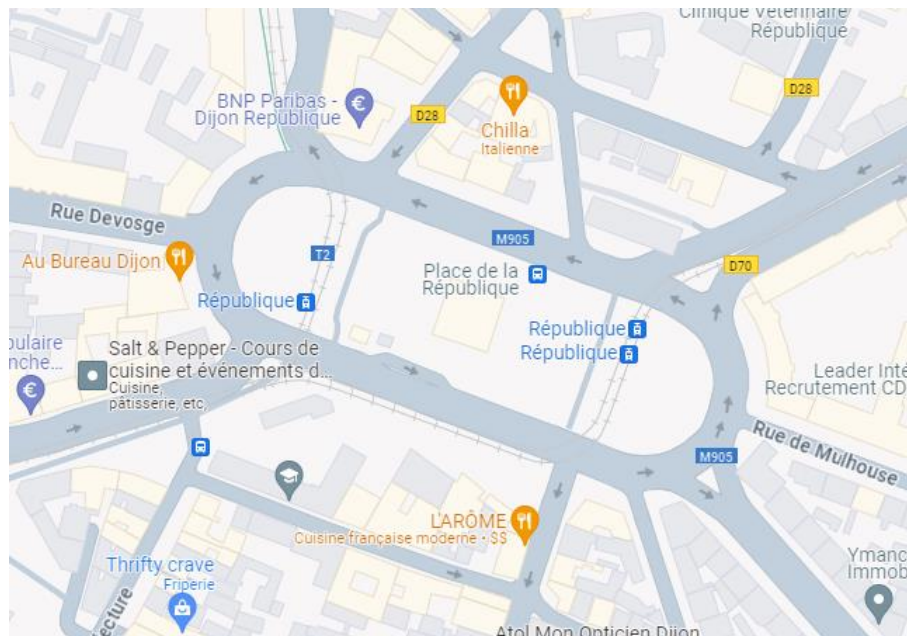 Clinique Vétérinaire
République
BNP Paribas -
Dijon République
D28
D28
Chilla
Italienne
Rue Devosge
M905
Au Bureau Dijon
T2
Place de la
République
D70
République
République
République
Salt & Pepper - Cours de
cuisine et événements d...
Cuisine,
pâtisserie, etc
pulaire
nche...
Leader Inté
Recrutement CD
Rue de Mulhouse
M905
L'ARÔME
Cuisine française moderne • $$
Thrifty crave
Friperie
Ymanc
Immob
ecture
Atol Mon Opticien Dijon